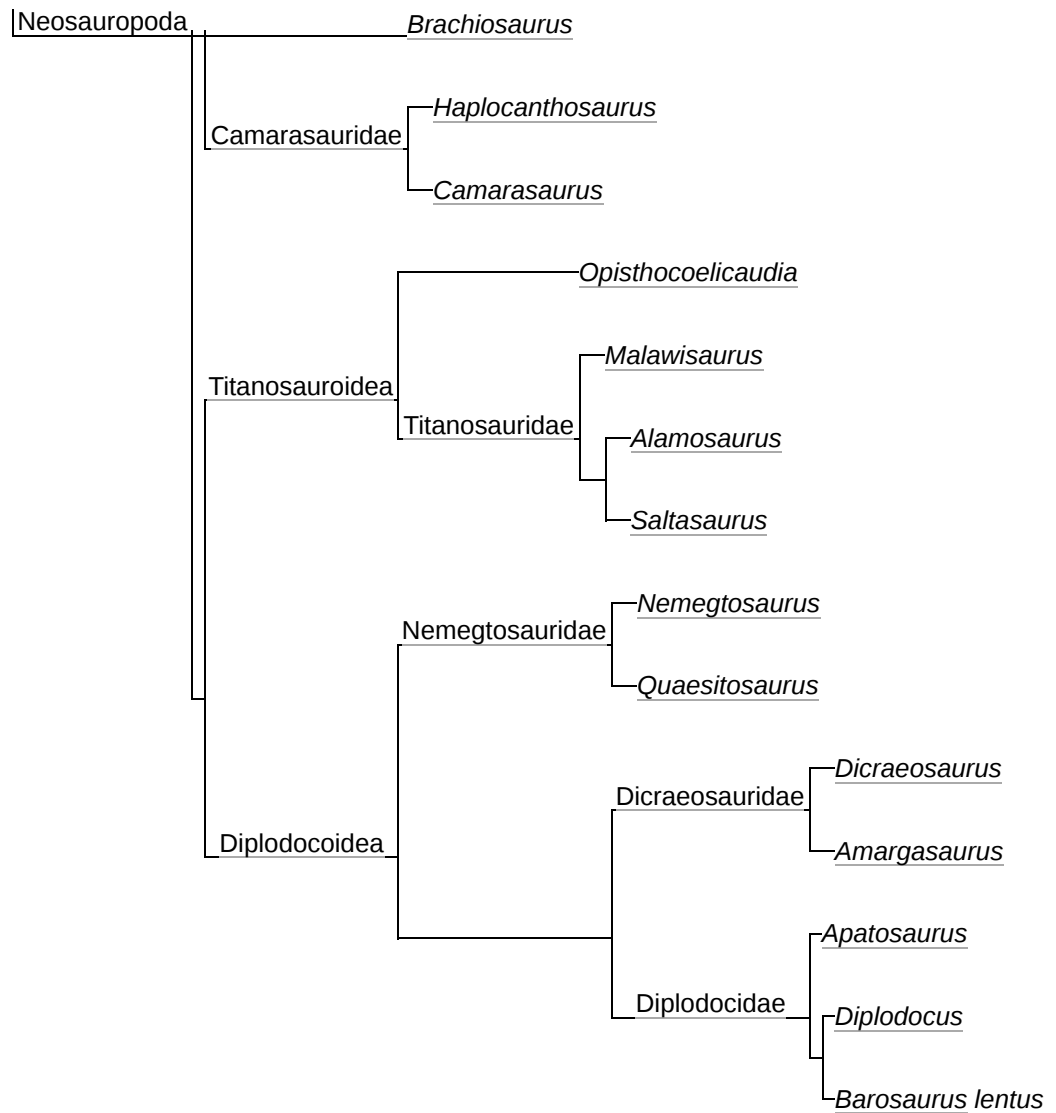 Neosauropoda
Brachiosaurus
Haplocanthosaurus
Camarasauridae
Camarasaurus
Opisthocoelicaudia
Malawisaurus
Titanosauroidea
Titanosauridae
Alamosaurus
Saltasaurus
Nemegtosaurus
Nemegtosauridae
Quaesitosaurus
Dicraeosaurus
Dicraeosauridae
Diplodocoidea
Amargasaurus
Apatosaurus
Diplodocidae
Diplodocus
Barosaurus lentus